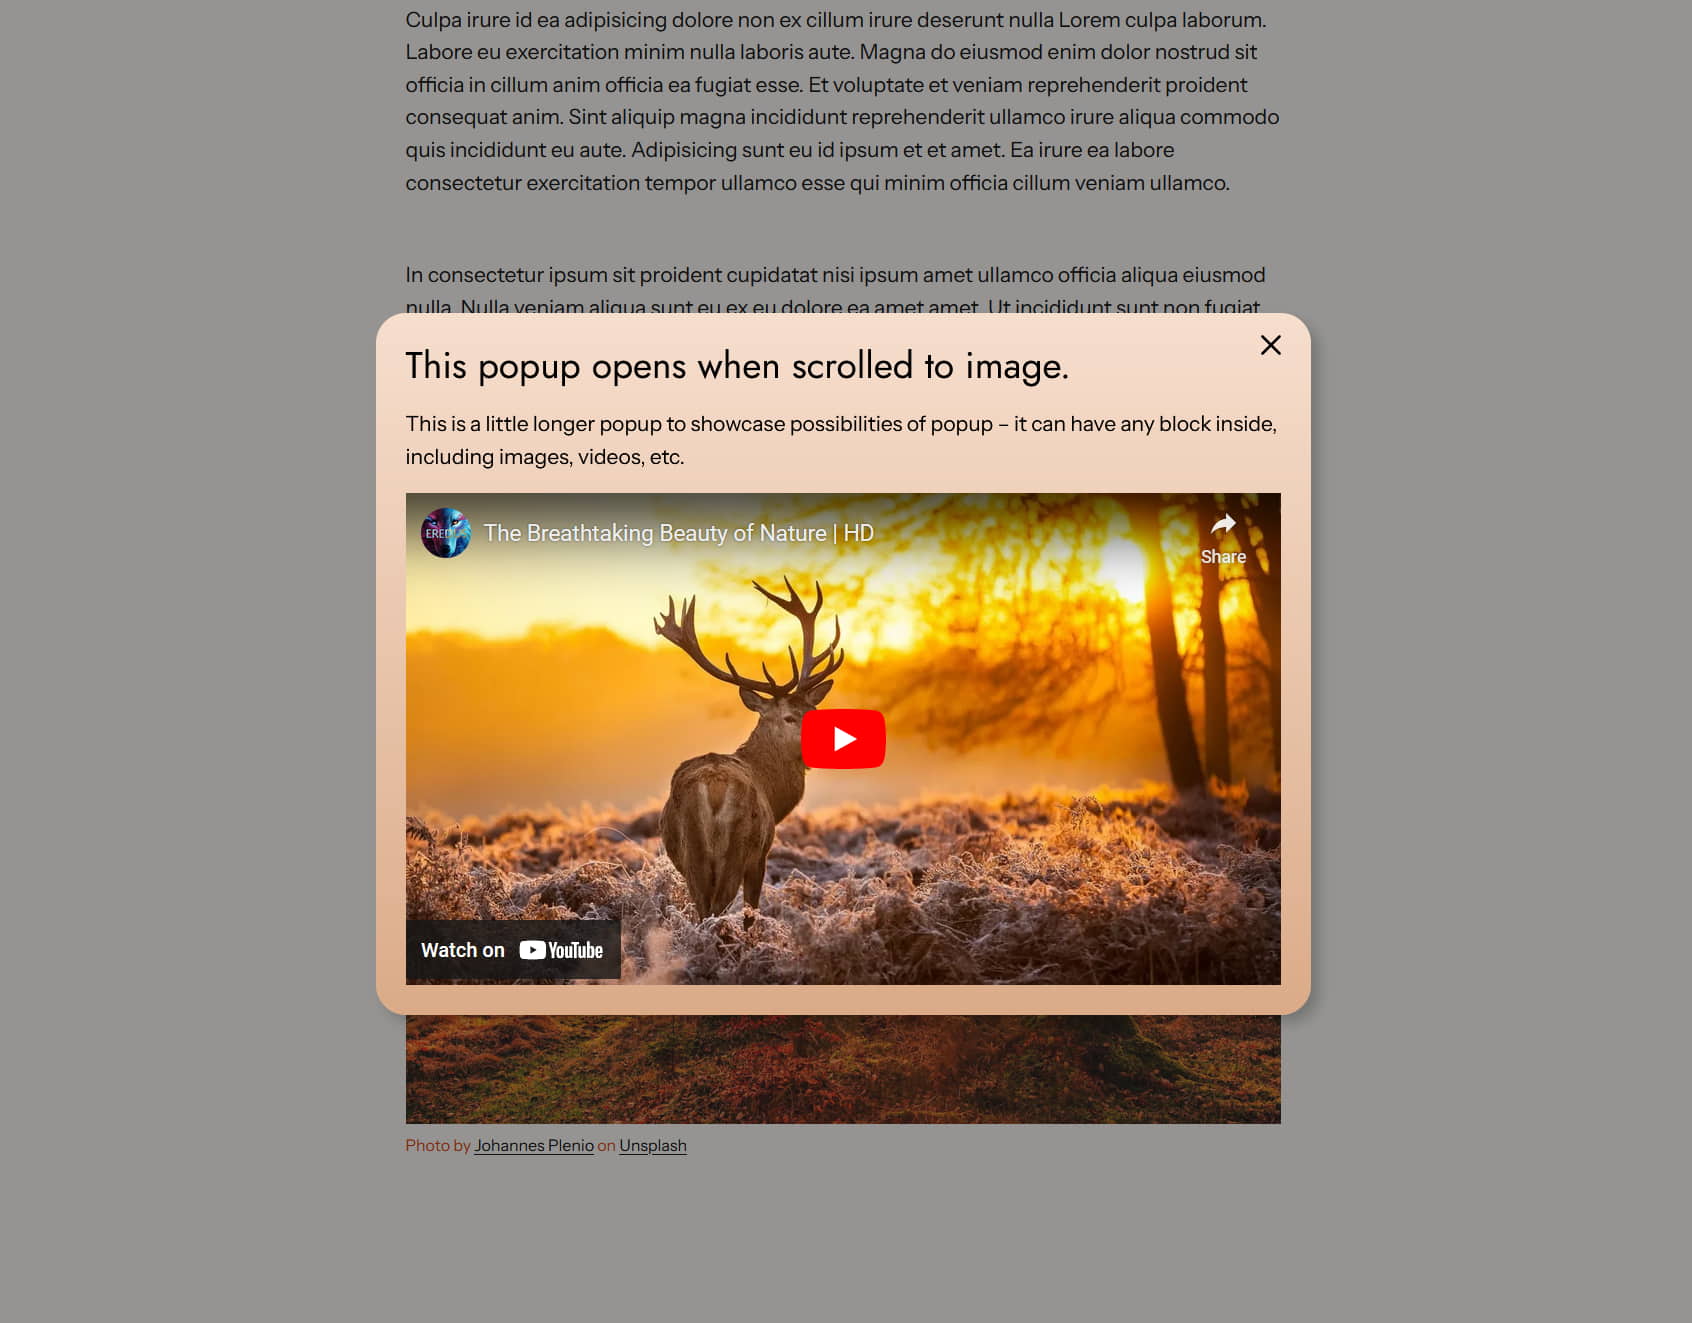 Culpa irure id ea adipisicing dolore non ex cillum irure deserunt nulla Lorem culpa laborum.
Labore eu exercitation minim nulla laboris aute. Magna do eiusmod enim dolor nostrud sit
officia in cillum anim officia ea fugiat esse. Et voluptate et veniam reprehenderit proident
consequat anim. Sint aliquip magna incididunt reprehenderit ullamco irure aliqua commodo
quis incididunt eu aute. Adipisicing sunt eu id ipsum et et amet. Ea irure ea labore
consectetur exercitation tempor ullamco esse qui minim officia cillum veniam ullamco.
In consectetur ipsum sit proident cupidatat nisi ipsum amet ullamco officia aliqua eiusmod
nulla. Nulla veniam aliqua sunt eu ex eu dolore ea amet amet. Ut incididunt sunt non fugiat
This popup opens when scrolled to image.
This is a little longer popup to showcase possibilities of popup – it can have any block inside,
including images, videos, etc.
The Breathtaking Beauty of Nature | HD
Share
Watch on YouTube
Photo by Johannes Plenio on Unsplash